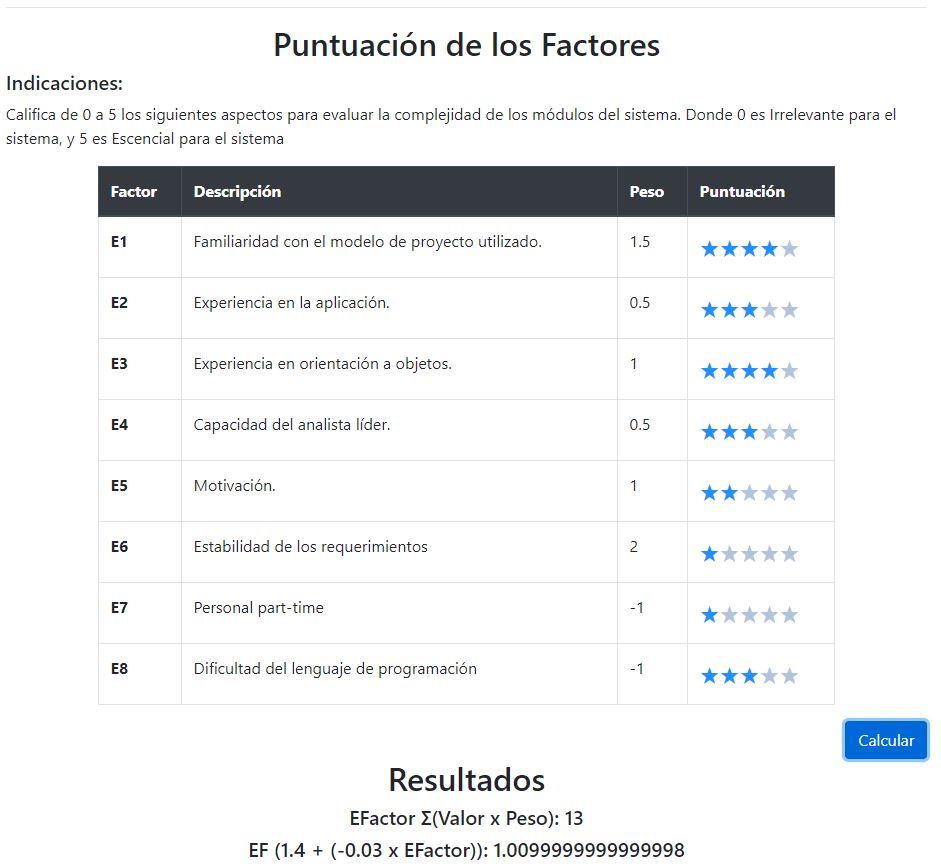 Puntuación de los Factores
Indicaciones:
Califica de 0 a 5 los siguientes aspectos para evaluar la complejidad de los módulos del sistema. Donde 0 es Irrelevante para el
sistema, y 5 es Escencial para el sistema
Factor Descripción Peso Puntuación
E1 Familiaridad con el modelo de proyecto utilizado. 1.5
E2 Experiencia en la aplicación. 0.5
E3 Experiencia en orientación a objetos. 1
E4 Capacidad del analista líder. 0.5
E5 Motivación. 1
E6 Estabilidad de los requerimientos 2
E7 Personal part-time -1
E8 Dificultad del lenguaje de programación -1
Calcular
Resultados
EFactor Σ(Valor x Peso): 13
EF (1.4 + (-0.03 x EFactor)): 1.0099999999999998